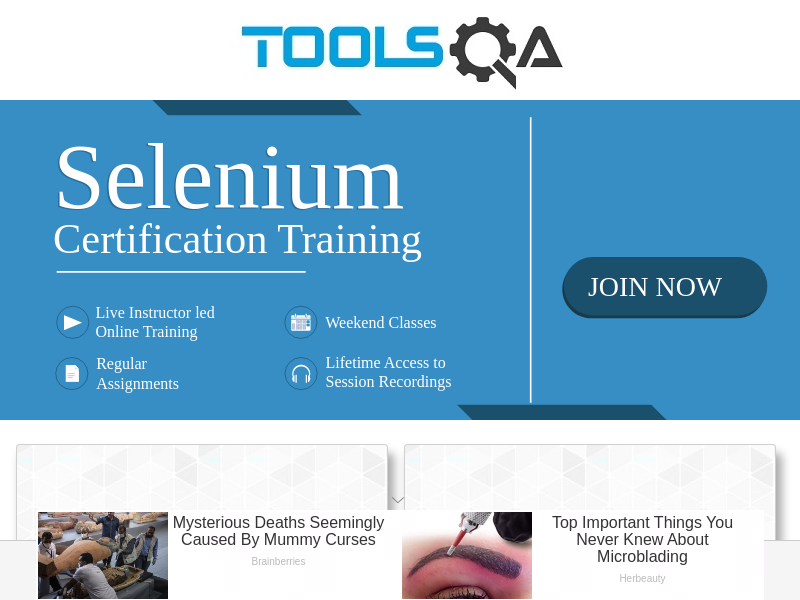 TOOLSQA
Selenium
Certification Training
JOIN NOW
Live Instructor led
Online Training
Weekend Classes
Regular
Assignments
Lifetime Access to
Session Recordings
Mysterious Deaths Seemingly
Caused By Mummy Curses
Brainberries
Top Important Things You
Never Knew About
Microblading
Herbeauty